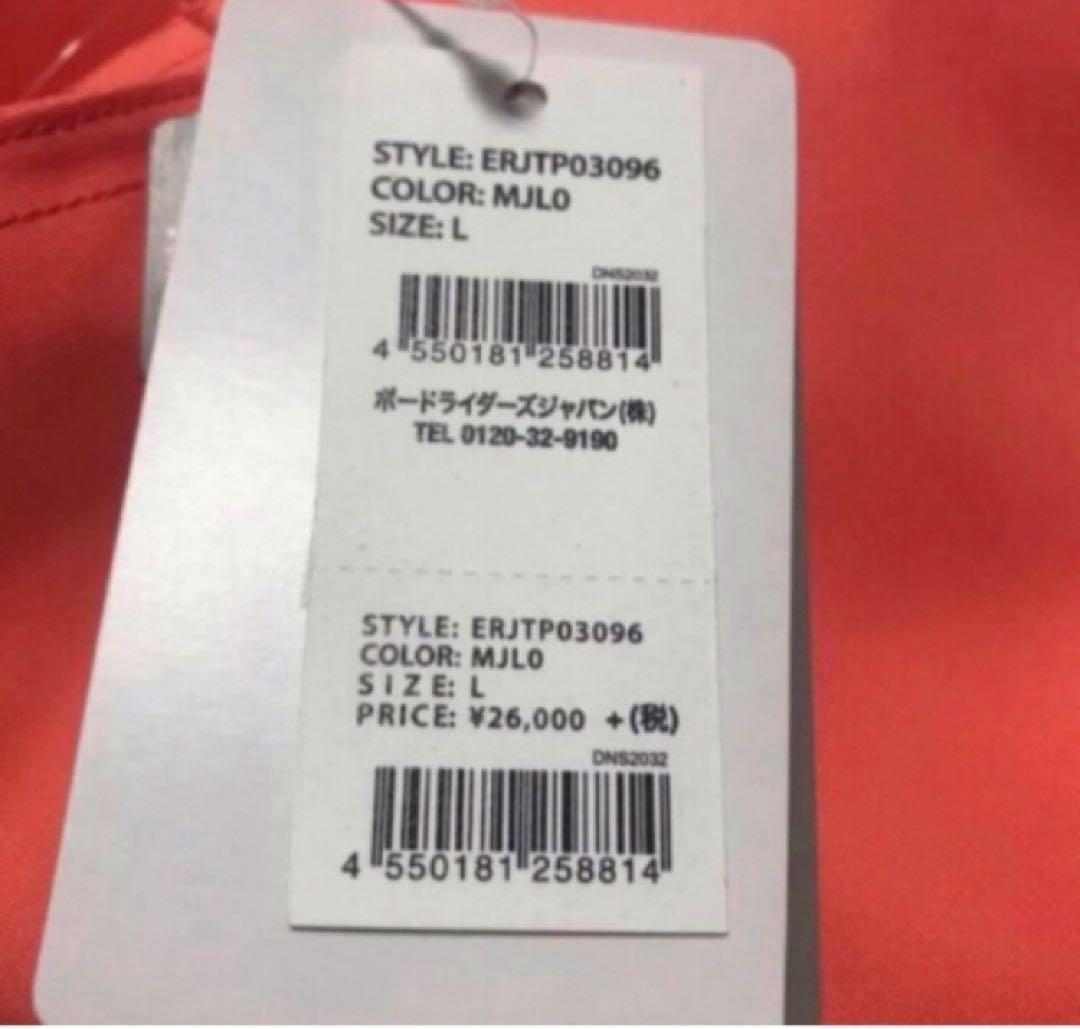 STYLE: ERJTP03096
COLOR: MJL0
SIZE: L
DNS2032
4 550181 258814
ボードライダーズジャパン(株)
TEL 0120-32-9190
STYLE: ERJTP03096
COLOR: MJL0
SIZE: L
PRICE: ¥26,000 +(税)
DNS2032
4 550181 258814